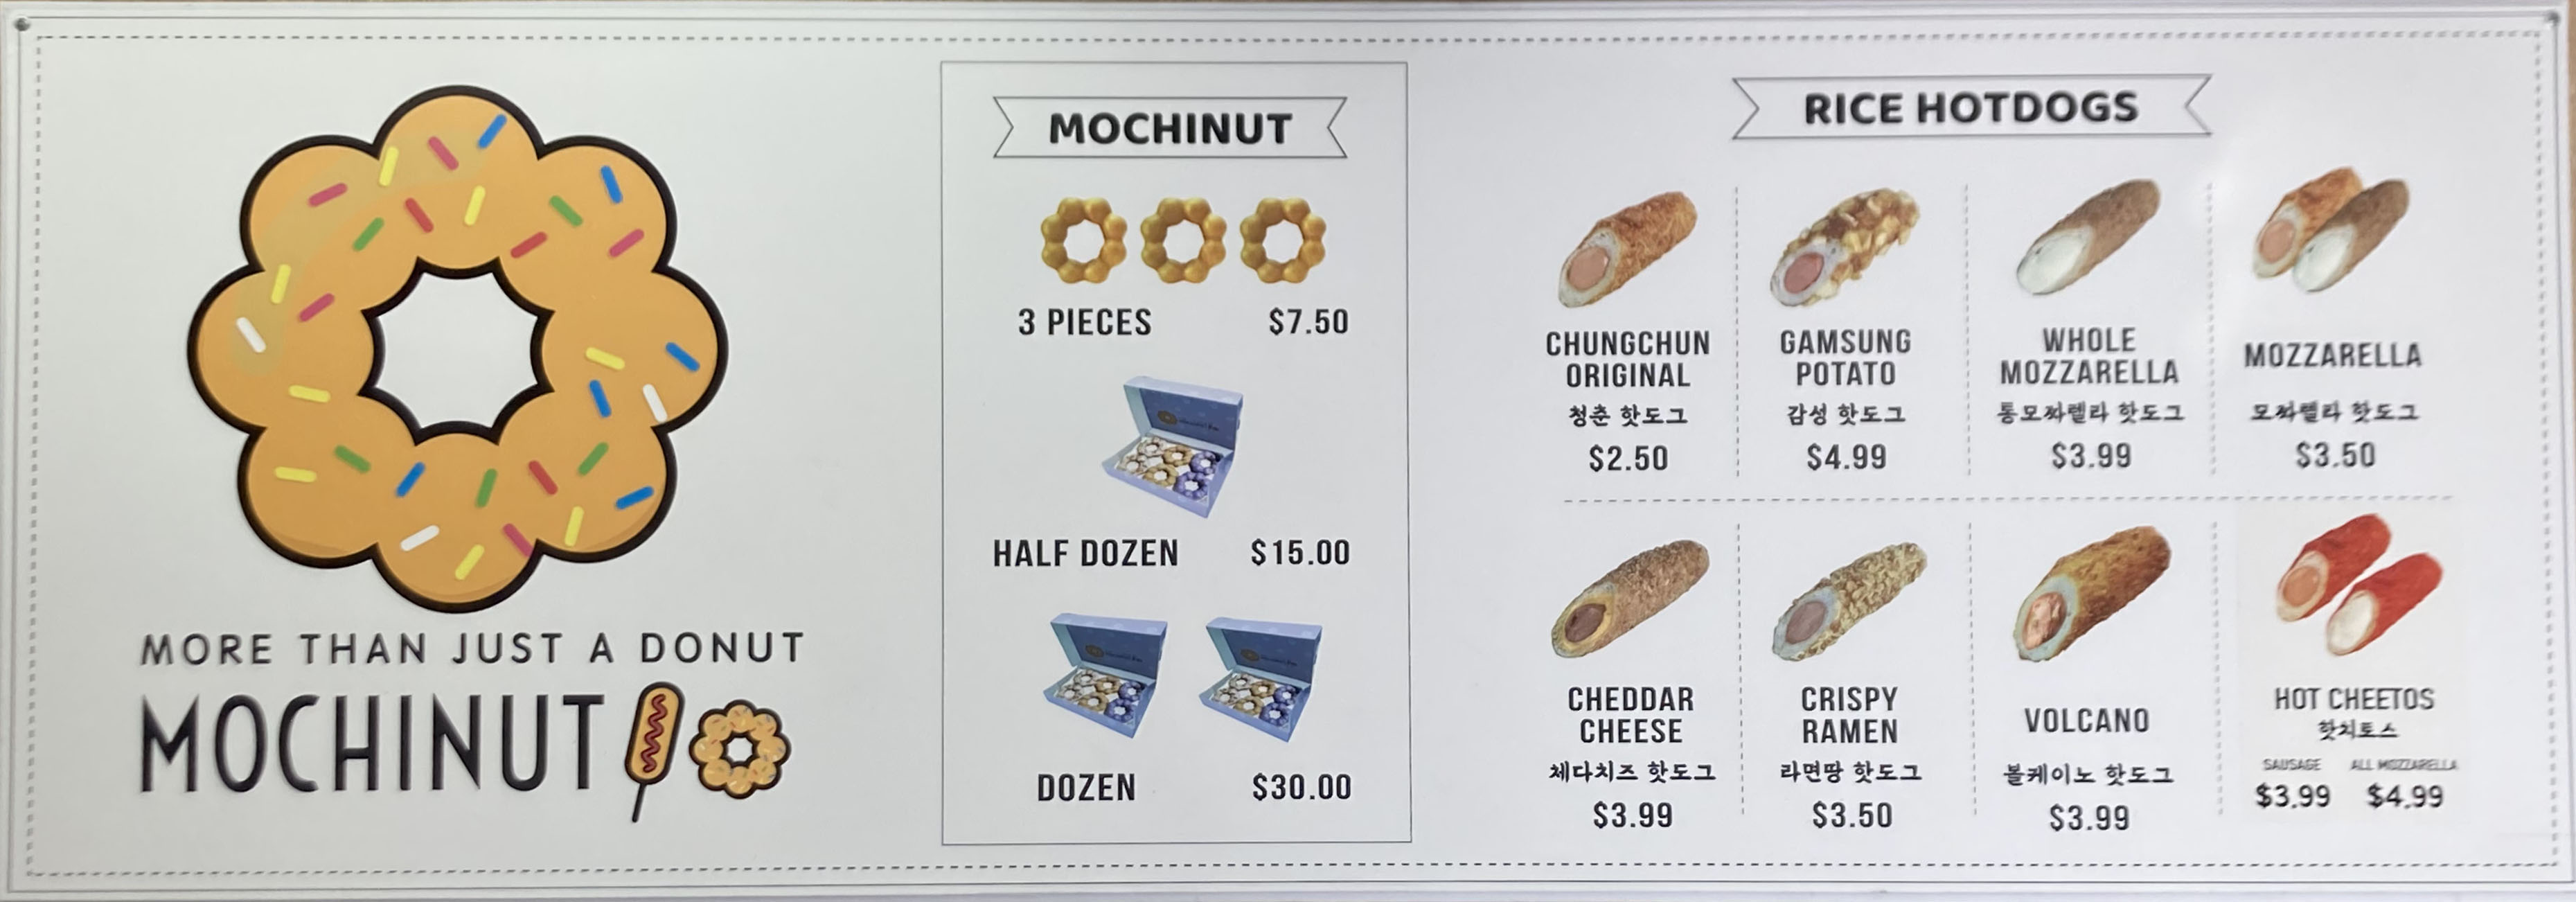 MORE THAN JUST A DONUT
MOCHINUT
MOCHINUT
3 PIECES $7.50
HALF DOZEN $15.00
DOZEN $30.00
RICE HOTDOGS
CHUNGCHUN
ORIGINAL
청춘 핫도그
$2.50
GAMSUNG
POTATO
감성 핫도그
$4.99
WHOLE
MOZZARELLA
통모짜렐라 핫도그
$3.99
MOZZARELLA
모짜렐라 핫도그
$3.50
CHEDDAR
CHEESE
체다치즈 핫도그
$3.99
CRISPY
RAMEN
라면땅 핫도그
$3.50
VOLCANO
볼케이노 핫도그
$3.99
HOT CHEETOS
핫치토스
SAUSAGE ALL MOZZARELLA
$3.99 $4.99